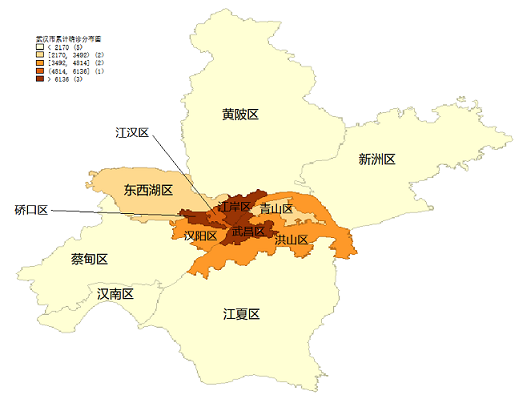 武汉市累计确诊分布图
< 2170 (5)
[2170, 3492) (2)
[3492, 4814] (2)
(4814, 6136] (1)
> 6136 (3)
黄陂区
江汉区
新洲区
东西湖区
硚口区
江岸区
青山区
汉阳区
武昌区
洪山区
蔡甸区
汉南区
江夏区